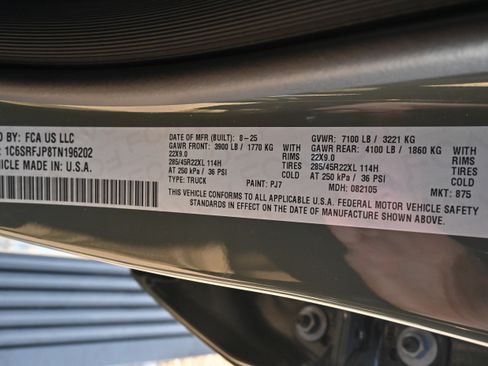 D BY: FCA US LLC
1C6SRFJP8TN196202
VEHICLE MADE IN: U.S.A.
DATE OF MFR (BUILT): 8-25
GVWR: 7100 LB / 3221 KG
GAWR FRONT: 3900 LB / 1770 KG WITH
22X9.0 RIMS
285/45R22XL 114H TIRES
AT 250 kPa / 36 PSI COLD
TYPE: TRUCK
PAINT: PJ7
GAWR REAR: 4100 LB / 1860 KG WITH
22X9.0 RIMS
285/45R22XL 114H TIRES
AT 250 kPa / 36 PSI COLD
MDH: 082105
MKT: 875
THIS VEHICLE CONFORMS TO ALL APPLICABLE U.S.A. FEDERAL MOTOR VEHICLE SAFETY
STANDARDS IN EFFECT ON THE DATE OF MANUFACTURE SHOWN ABOVE.